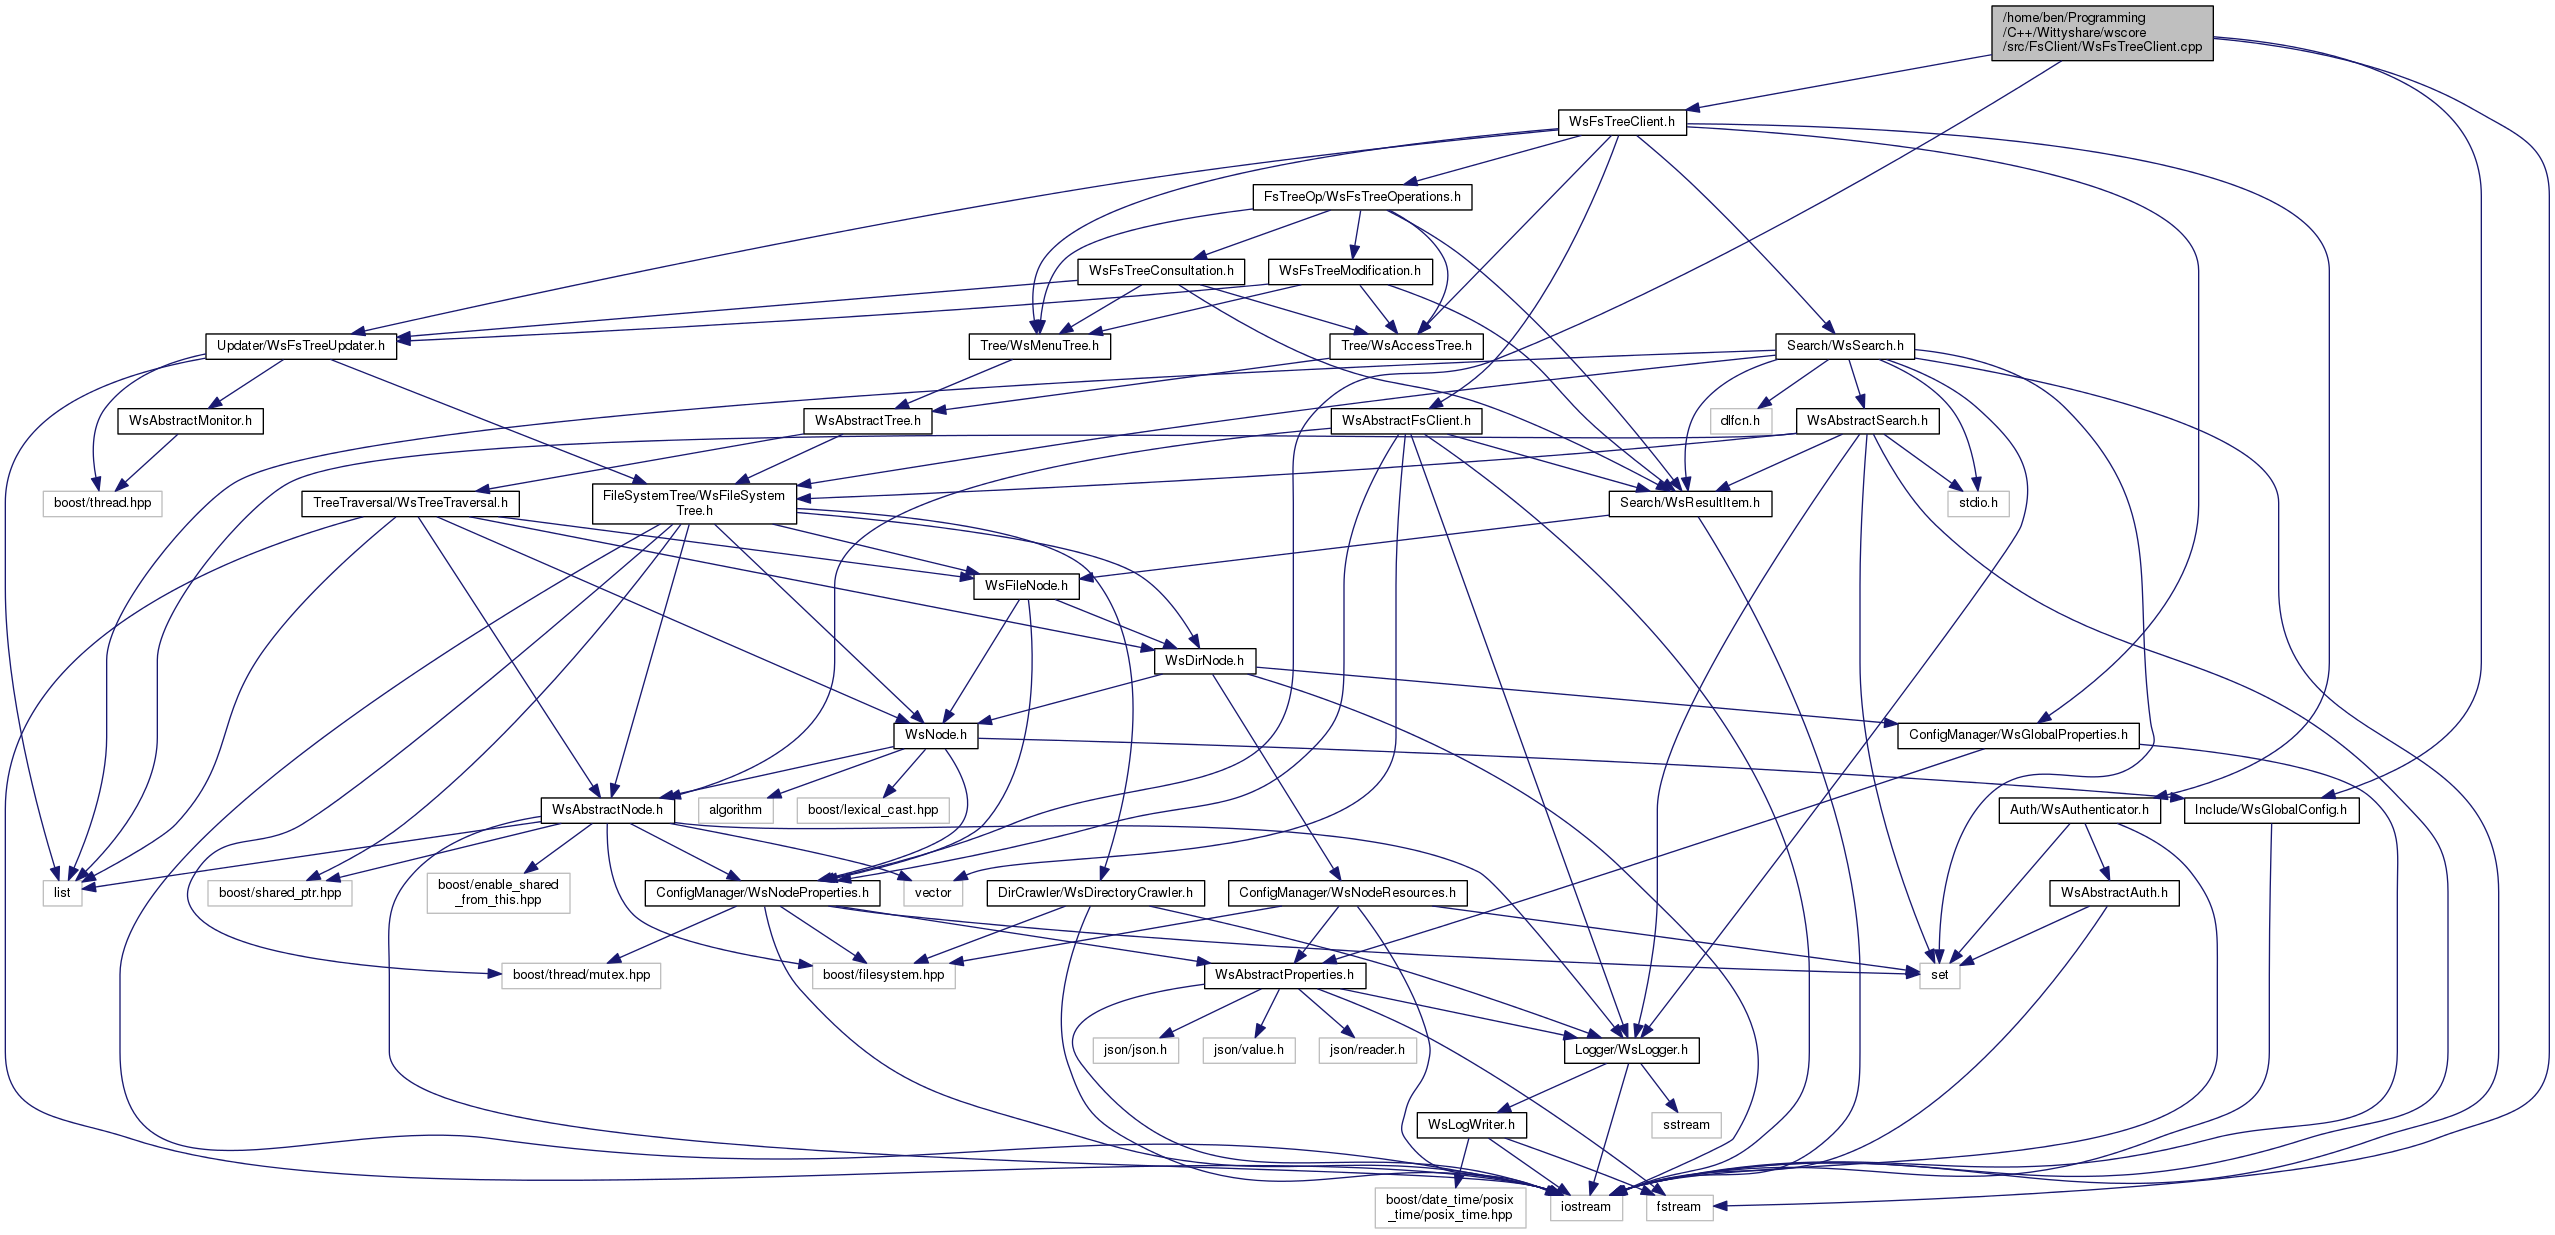 /home/ben/Programming
/C++/Wittyshare/wscore
/src/FsClient/WsFsTreeClient.cpp
WsFsTreeClient.h
FsTreeOp/WsFsTreeOperations.h
WsFsTreeConsultation.h
WsFsTreeModification.h
Updater/WsFsTreeUpdater.h
Tree/WsMenuTree.h
Tree/WsAccessTree.h
Search/WsSearch.h
WsAbstractMonitor.h
WsAbstractTree.h
WsAbstractFsClient.h
dlfcn.h
WsAbstractSearch.h
boost/thread.hpp
TreeTraversal/WsTreeTraversal.h
FileSystemTree/WsFileSystem
Tree.h
Search/WsResultItem.h
stdio.h
WsFileNode.h
WsDirNode.h
WsNode.h
ConfigManager/WsGlobalProperties.h
WsAbstractNode.h
algorithm
boost/lexical_cast.hpp
Auth/WsAuthenticator.h
Include/WsGlobalConfig.h
list
boost/shared_ptr.hpp
boost/enable_shared
_from_this.hpp
ConfigManager/WsNodeProperties.h
vector
DirCrawler/WsDirectoryCrawler.h
ConfigManager/WsNodeResources.h
WsAbstractAuth.h
boost/thread/mutex.hpp
boost/filesystem.hpp
WsAbstractProperties.h
set
json/json.h
json/value.h
json/reader.h
Logger/WsLogger.h
WsLogWriter.h
sstream
boost/date_time/posix
_time/posix_time.hpp
iostream
fstream